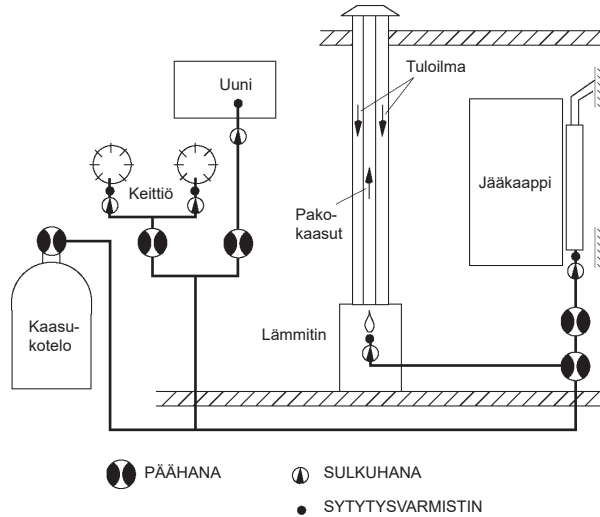 Tuloilma
Uuni
Keittiö
Jääkaappi
Pako-
kaasut
Kaasu-
kotelo
Lämmitin
PÄÄHANA
SULKUHANA
SYTYTYSVARMISTIN